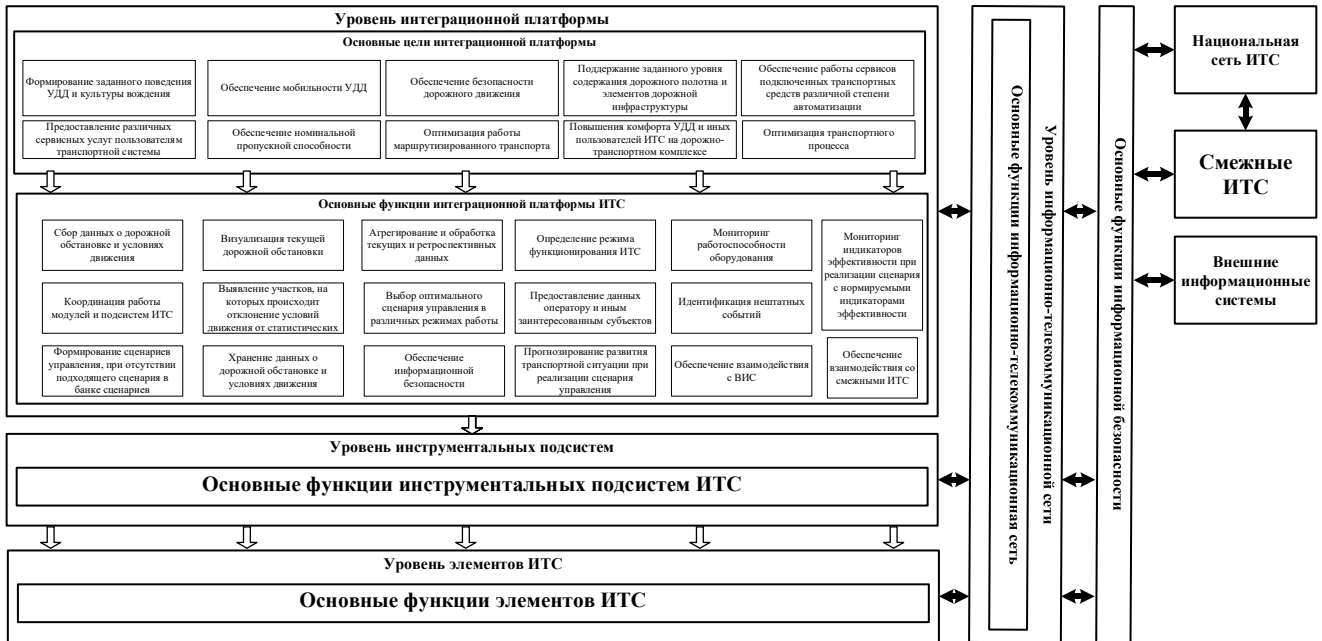 Уровень интеграционной платформы
Основные цели интеграционной платформы
Формирование заданного поведения
УДД и культуры вождения
Обеспечение мобильности УДД
Обеспечение безопасности
дорожного движения
Поддержание заданного уровня
содержания дорожного полотна и
элементов дорожной
инфраструктуры
Обеспечение работы сервисов
подключенных транспортных
средств различной степени
автоматизации
Предоставление различных
сервисных услуг пользователям
транспортной системы
Обеспечение номинальной
пропускной способности
Оптимизация работы
маршрутизированного транспорта
Повышения комфорта УДД и иных
пользователей ИТС на дорожно-
транспортном комплексе
Оптимизация транспортного
процесса
Основные функции интеграционной платформы ИТС
Сбор данных о дорожной
обстановке и условиях
движения
Визуализация текущей
дорожной обстановки
Агрегирование и обработка
текущих и ретроспективных
данных
Определение режима
функционирования ИТС
Мониторинг
работоспособности
оборудования
Мониторинг
индикаторов
эффективности при
реализации сценария
с нормируемыми
индикаторами
эффективности
Координация работы
модулей и подсистем ИТС
Выявление участков, на
которых происходит
отклонение условий
движения от статистических
Выбор оптимального
сценария управления в
различных режимах работы
Предоставление данных
оператору и иным
заинтересованным субъектов
Идентификация нештатных
событий
Формирование сценариев
управления, при отсутствии
подходящего сценария в
банке сценариев
Хранение данных о
дорожной обстановке и
условиях движения
Обеспечение
информационной
безопасности
Прогнозирование развития
транспортной ситуации при
реализации сценария
управления
Обеспечение взаимодействия
с ВИС
Обеспечение
взаимодействия со
смежными ИТС
Уровень инструментальных подсистем
Основные функции инструментальных подсистем ИТС
Уровень элементов ИТС
Основные функции элементов ИТС
Основные функции информационно-телекоммуникационная сеть
Уровень информационно-телекоммуникационной сети
Основные функции информационной безопасности
Национальная
сеть ИТС
Смежные
ИТС
Внешние
информационные
системы